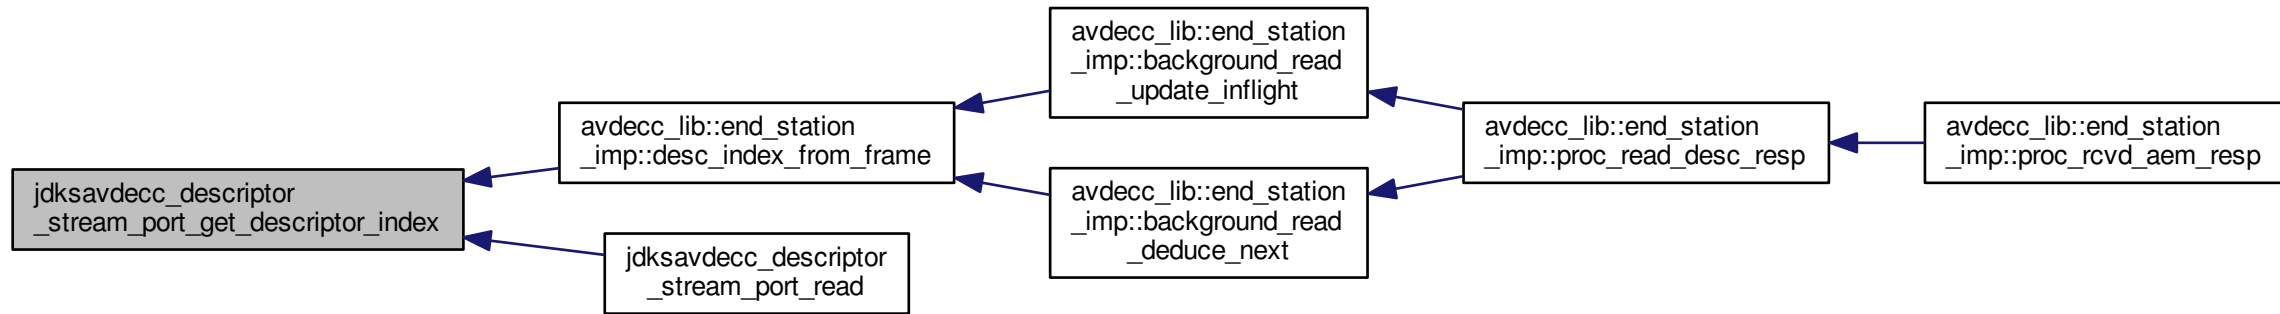 jdksavdecc_descriptor
_stream_port_get_descriptor_index
avdecc_lib::end_station
_imp::desc_index_from_frame
jdksavdecc_descriptor
_stream_port_read
avdecc_lib::end_station
_imp::background_read
_update_inflight
avdecc_lib::end_station
_imp::background_read
_deduce_next
avdecc_lib::end_station
_imp::proc_read_desc_resp
avdecc_lib::end_station
_imp::proc_rcvd_aem_resp